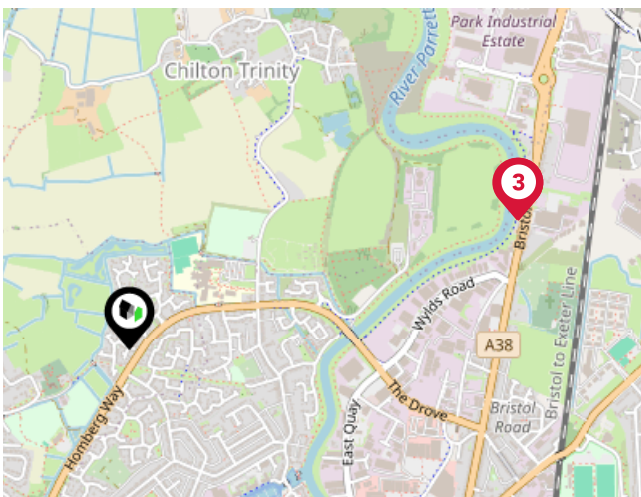 Park Industrial
Estate
Chilton Trinity
River Parrett
3
Bristo
Wylds Road
A38
Bristol to Exeter Line
Homberg Way
The Drove
Bristol
Road
East Quay